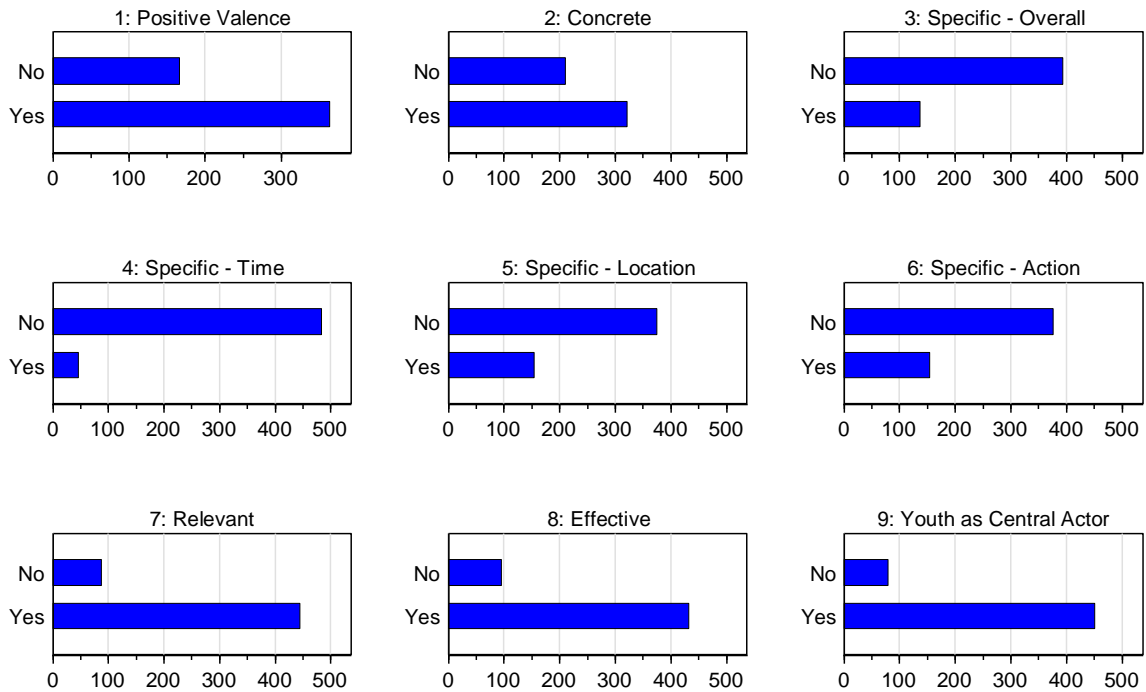 1: Positive Valence
No
Yes
0 100 200 300
2: Concrete
No
Yes
0 100 200 300 400 500
3: Specific - Overall
No
Yes
0 100 200 300 400 500
4: Specific - Time
No
Yes
0 100 200 300 400 500
5: Specific - Location
No
Yes
0 100 200 300 400 500
6: Specific - Action
No
Yes
0 100 200 300 400 500
7: Relevant
No
Yes
0 100 200 300 400 500
8: Effective
No
Yes
0 100 200 300 400 500
9: Youth as Central Actor
No
Yes
0 100 200 300 400 500